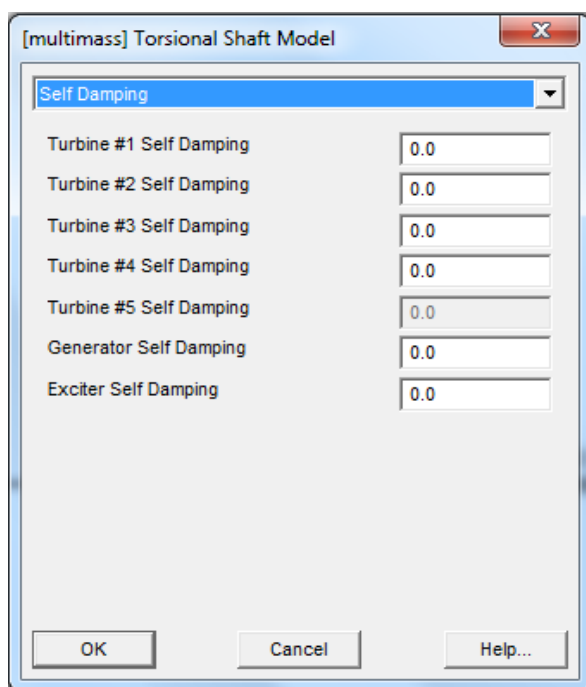 [multimass] Torsional Shaft Model
Self Damping
Turbine #1 Self Damping 0.0
Turbine #2 Self Damping 0.0
Turbine #3 Self Damping 0.0
Turbine #4 Self Damping 0.0
Turbine #5 Self Damping 0.0
Generator Self Damping 0.0
Exciter Self Damping 0.0
OK Cancel Help...